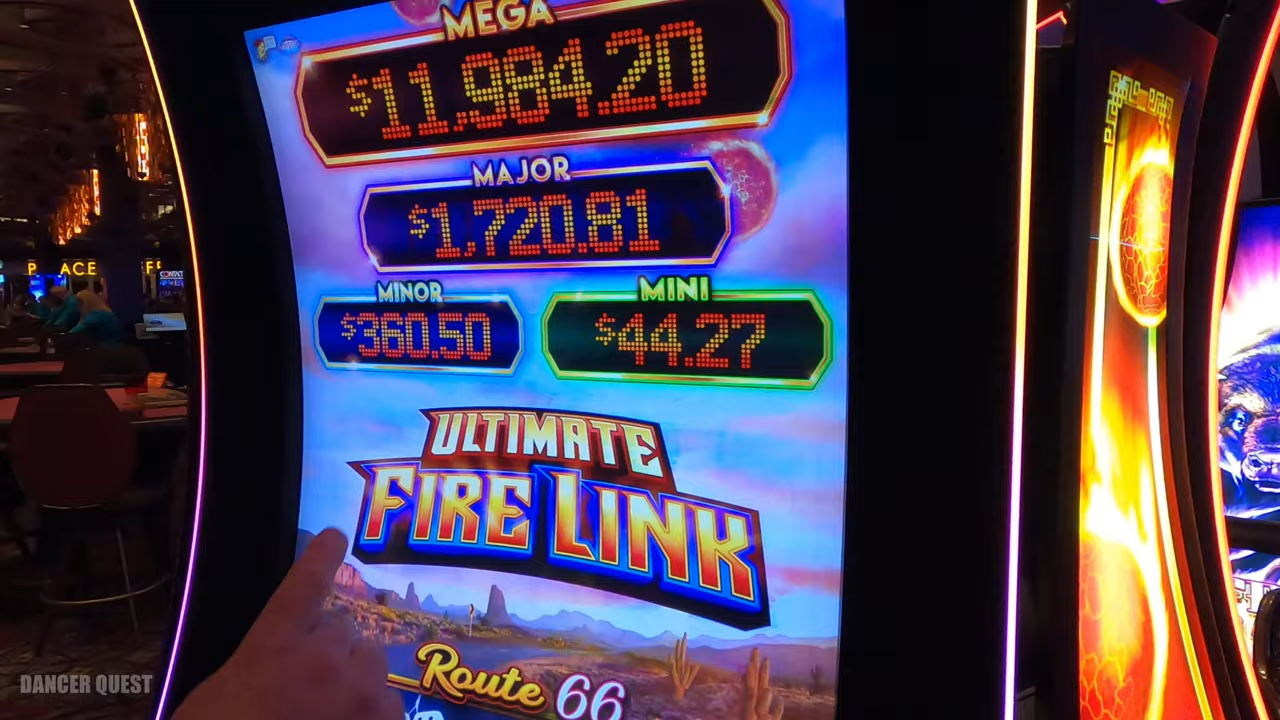 MEGA
$11,984.20
MAJOR
$1,720.81
MINOR
$360.50
MINI
$44.27
ULTIMATE
FIRE LINK
Route 66
CONTACT
DANCER QUEST